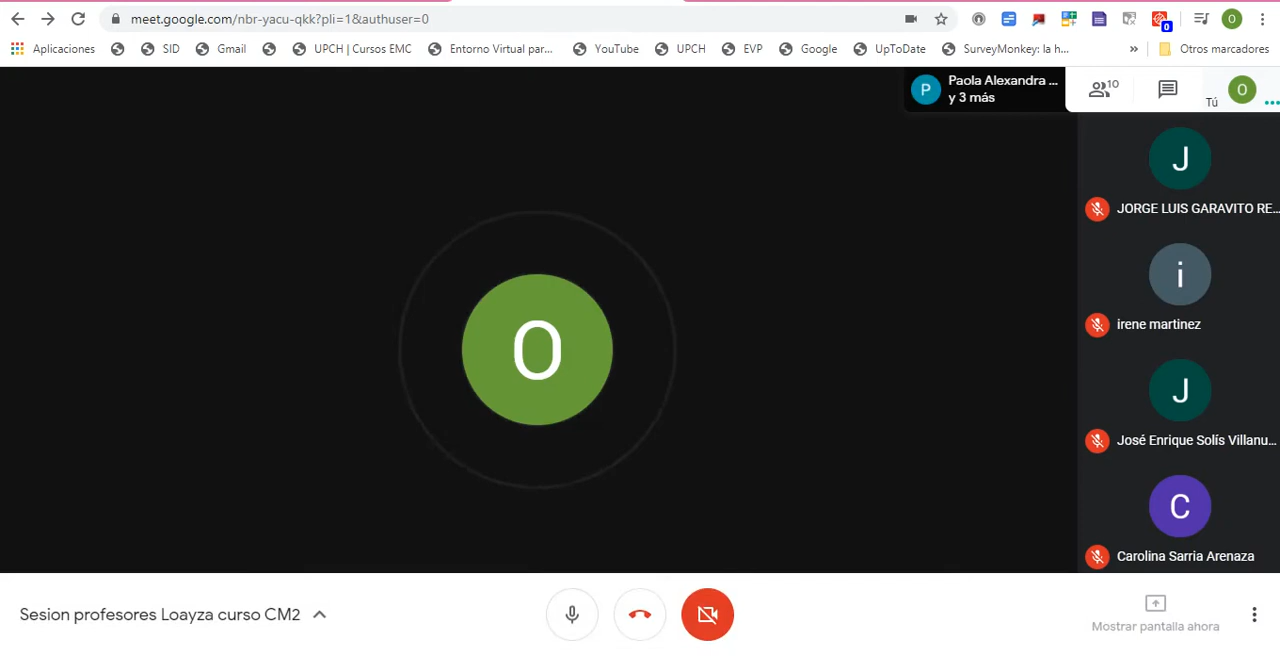 meet.google.com/nbr-yacu-qkk?pli=1&authuser=0
0
O
Aplicaciones SID Gmail UPCH | Cursos EMC Entorno Virtual par... YouTube UPCH EVP Google UpToDate SurveyMonkey: la h... » Otros marcadores
P
Paola Alexandra ...
y 3 más
10
Tú
O
J
JORGE LUIS GARAVITO RE...
i
irene martinez
O
J
José Enrique Solís Villanu...
C
Carolina Sarria Arenaza
Sesion profesores Loayza curso CM2
Mostrar pantalla ahora